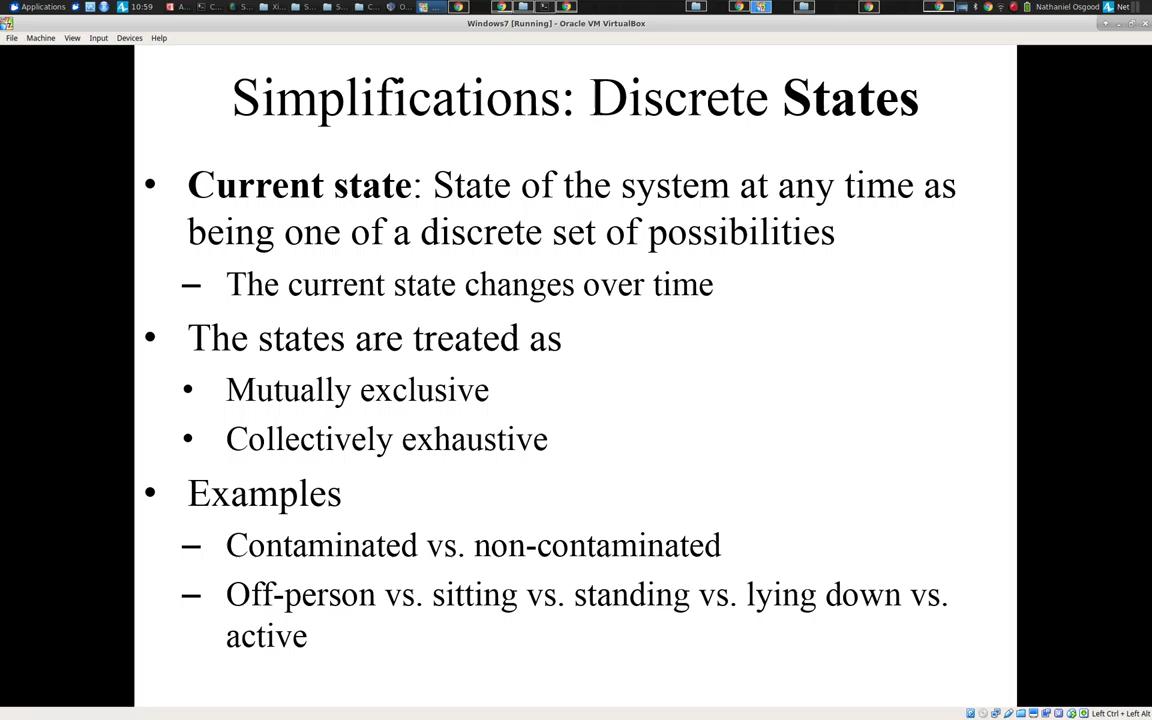 Applications
10:59
Nathaniel Osgood
Net
Windows7 [Running] - Oracle VM VirtualBox
File Machine View Input Devices Help
Simplifications: Discrete States
• Current state: State of the system at any time as
being one of a discrete set of possibilities
– The current state changes over time
• The states are treated as
• Mutually exclusive
• Collectively exhaustive
• Examples
– Contaminated vs. non-contaminated
– Off-person vs. sitting vs. standing vs. lying down vs.
active
Left Ctrl + Left Alt